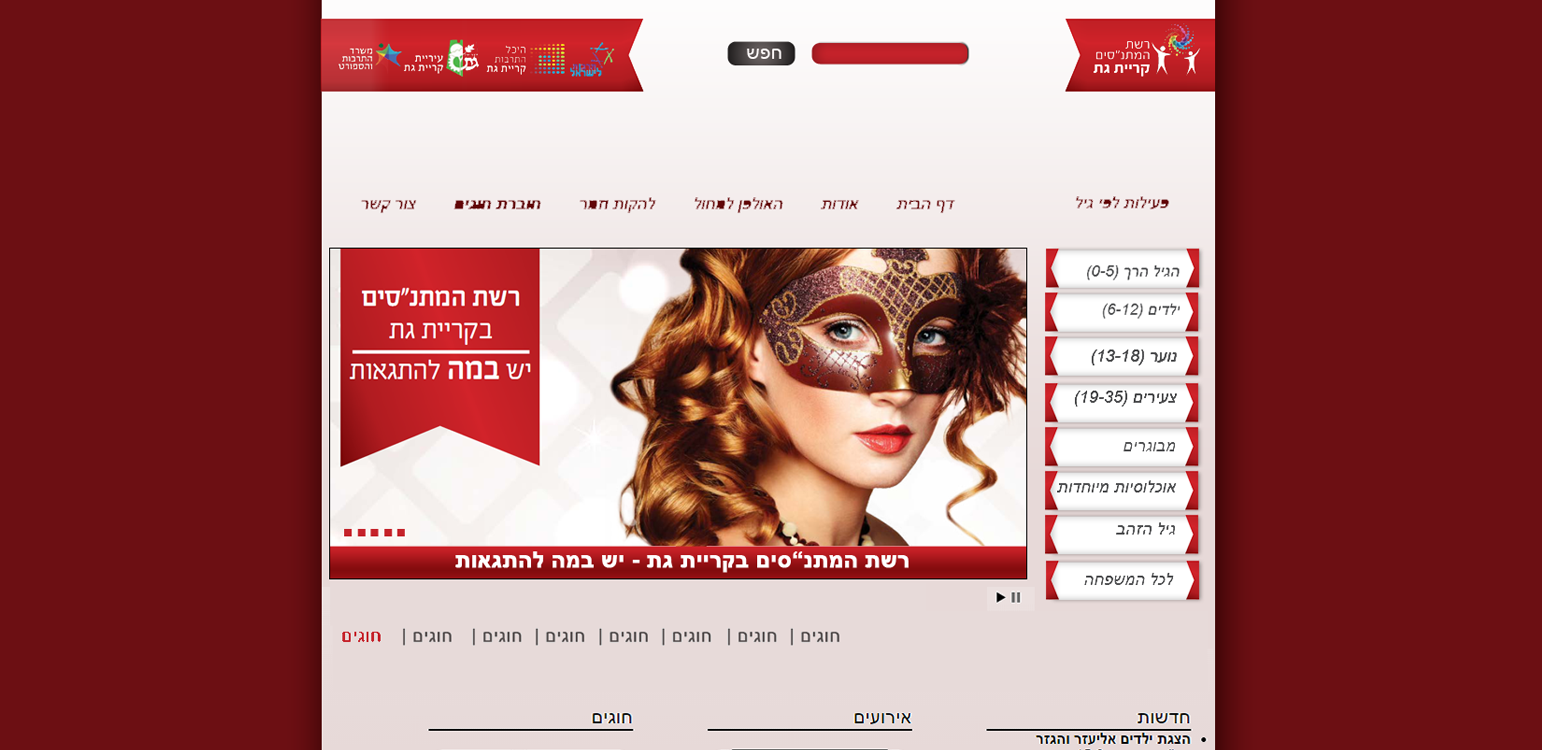 רשת
המתנ"סים
קריית גת
חפש
היכל
התרבות
קריית גת
עיריית
קריית גת
משרד
התרבות
והספורט
פעילות לפי גיל
דף הבית
אודות
האולפן למחול
להקות הזמר
חוברת חוגים
צור קשר
הגיל הרך (0-5)
ילדים (6-12)
נוער (13-18)
צעירים (19-35)
מבוגרים
אוכלוסיות מיוחדות
גיל הזהב
לכל המשפחה
רשת המתנ"סים
בקריית גת
יש במה להתגאות
רשת המתנ"סים בקריית גת - יש במה להתגאות
חוגים | חוגים | חוגים | חוגים | חוגים | חוגים | חוגים | חוגים
חדשות
אירועים
חוגים
• הצגת ילדים אליעזר והגזר